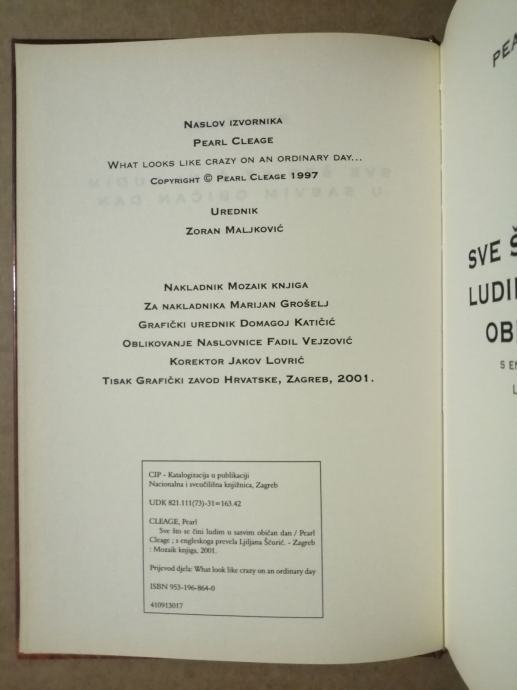 Naslov izvornika
Pearl Cleage
What looks like crazy on an ordinary day...
Copyright © Pearl Cleage 1997
Urednik
Zoran Maljković
Nakladnik Mozaik knjiga
Za nakladnika Marijan Grošelj
Grafički urednik Domagoj Katičić
Oblikovanje Naslovnice Fadil Vejzović
Korektor Jakov Lovrić
Tisak Grafički zavod Hrvatske, Zagreb, 2001.
CIP - Katalogizacija u publikaciji
Nacionalna i sveučilišna knjižnica, Zagreb
UDK 821.111(73)-31=163.42
CLEAGE, Pearl
Sve što se čini ludim u sasvim običan dan / Pearl
Cleage ; s engleskoga prevela Ljiljana Šćurić. - Zagreb
: Mozaik knjiga, 2001.
Prijevod djela: What look like crazy on an ordinary day
ISBN 953-196-864-0
410913017
PEA
SVE Š
LUDI
OBI
S EN
L